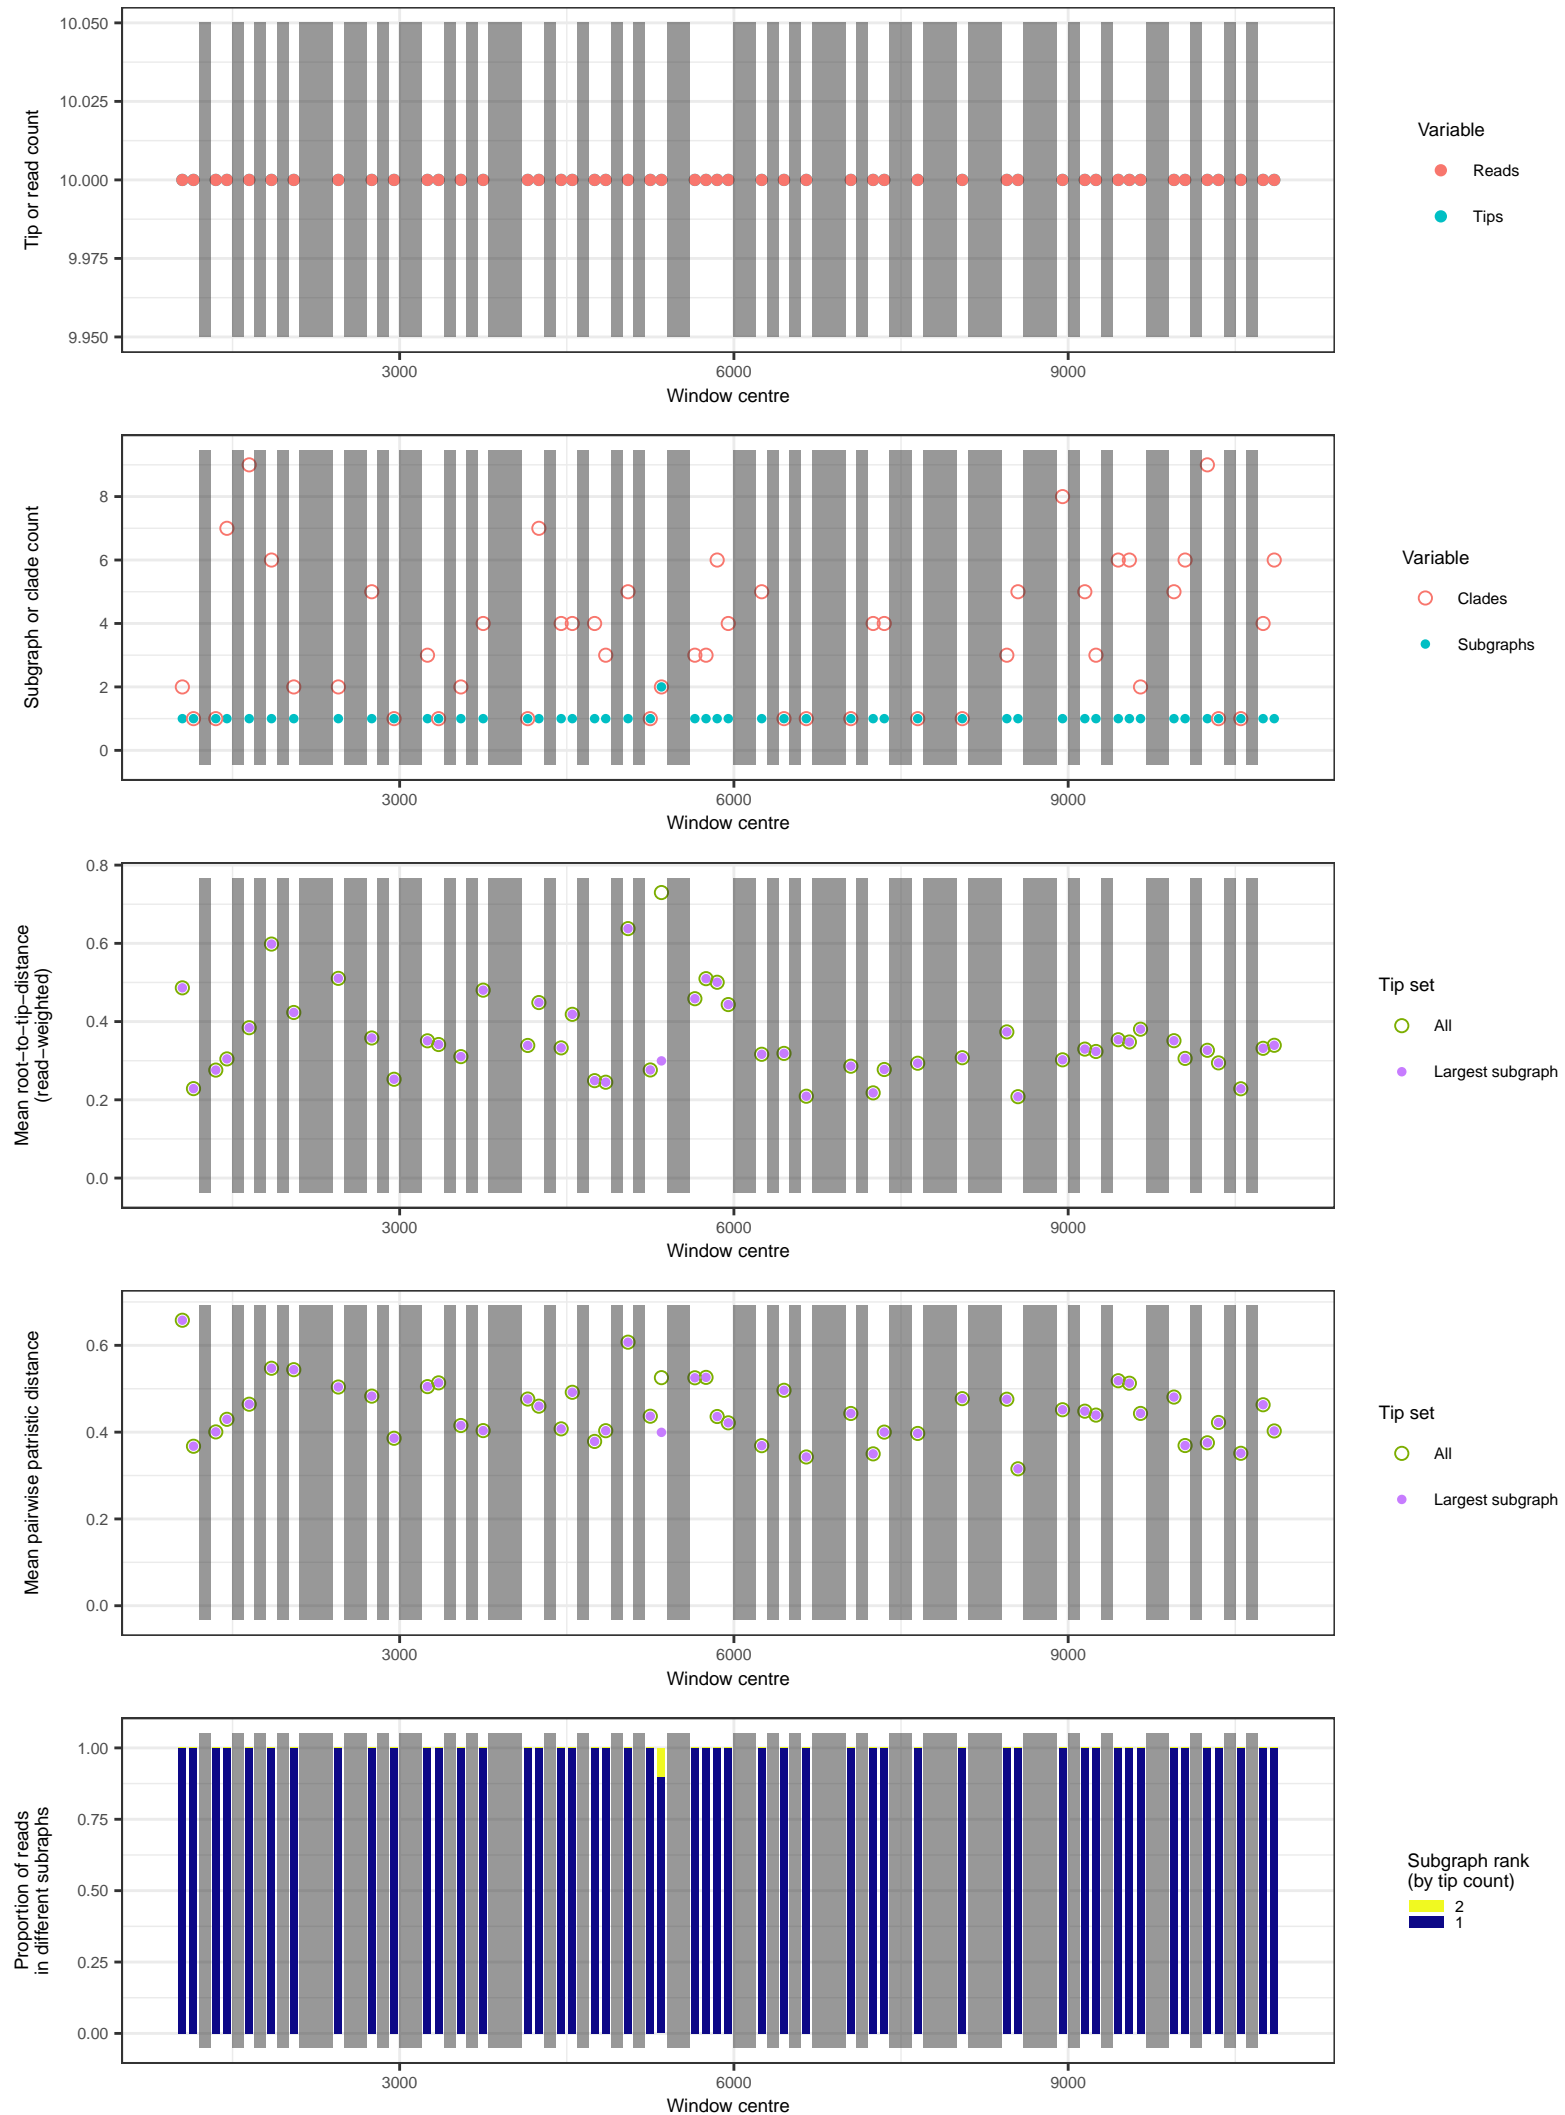 10.050
10.025
10.000
9.975
9.950
Tip or read count
3000
6000
9000
Window centre
Variable
Reads
Tips
8
6
4
2
0
Subgraph or clade count
3000
6000
9000
Window centre
Variable
Clades
Subgraphs
0.8
0.6
0.4
0.2
0.0
Mean root−to−tip−distance
(read−weighted)
3000
6000
9000
Window centre
Tip set
All
Largest subgraph
0.6
0.4
0.2
0.0
Mean pairwise patristic distance
3000
6000
9000
Window centre
Tip set
All
Largest subgraph
1.00
0.75
0.50
0.25
0.00
Proportion of reads
in different subraphs
3000
6000
9000
Window centre
Subgraph rank
(by tip count)
2
1